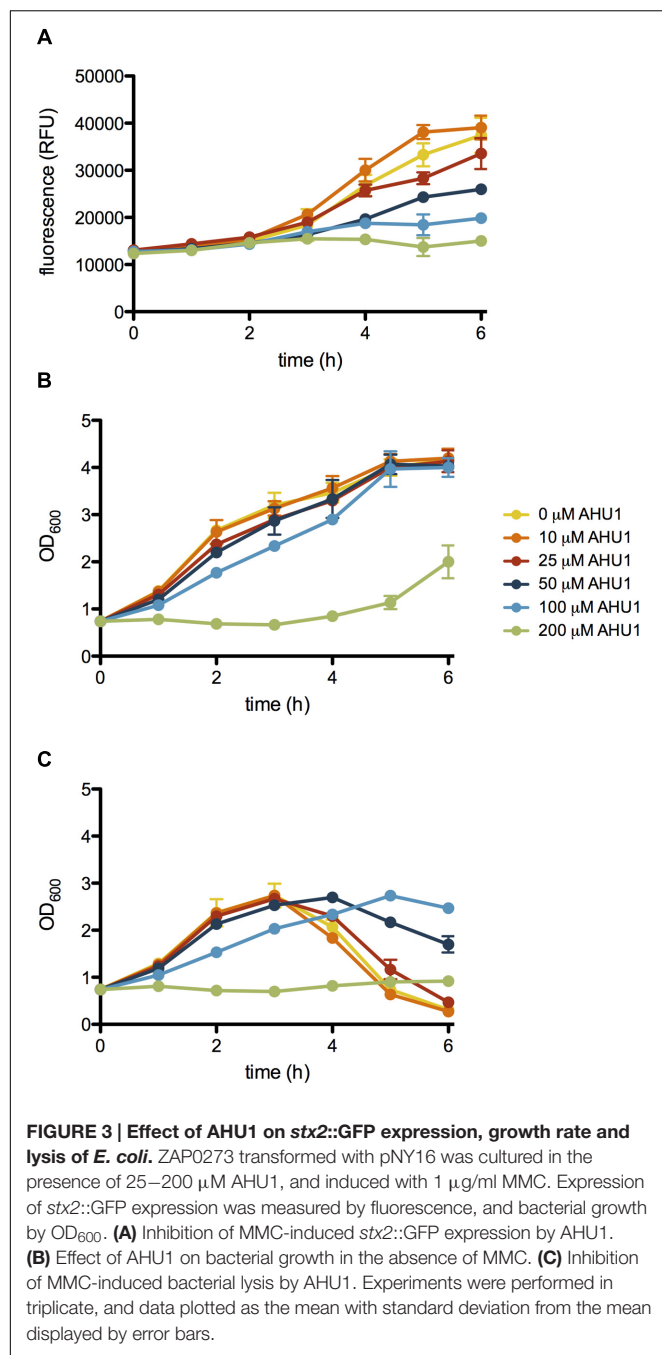 A
50000
40000
30000
20000
10000
0
fluorescence (RFU)
0 2 4 6
time (h)
B
5
4
3
2
1
0
OD600
0 2 4 6
time (h)
0 μM AHU1
10 μM AHU1
25 μM AHU1
50 μM AHU1
100 μM AHU1
200 μM AHU1
C
5
4
3
2
1
0
OD600
0 2 4 6
time (h)
FIGURE 3 | Effect of AHU1 on stx2::GFP expression, growth rate and
lysis of E. coli. ZAP0273 transformed with pNY16 was cultured in the
presence of 25–200 μM AHU1, and induced with 1 μg/ml MMC. Expression
of stx2::GFP expression was measured by fluorescence, and bacterial growth
by OD600. (A) Inhibition of MMC-induced stx2::GFP expression by AHU1.
(B) Effect of AHU1 on bacterial growth in the absence of MMC. (C) Inhibition
of MMC-induced bacterial lysis by AHU1. Experiments were performed in
triplicate, and data plotted as the mean with standard deviation from the mean
displayed by error bars.